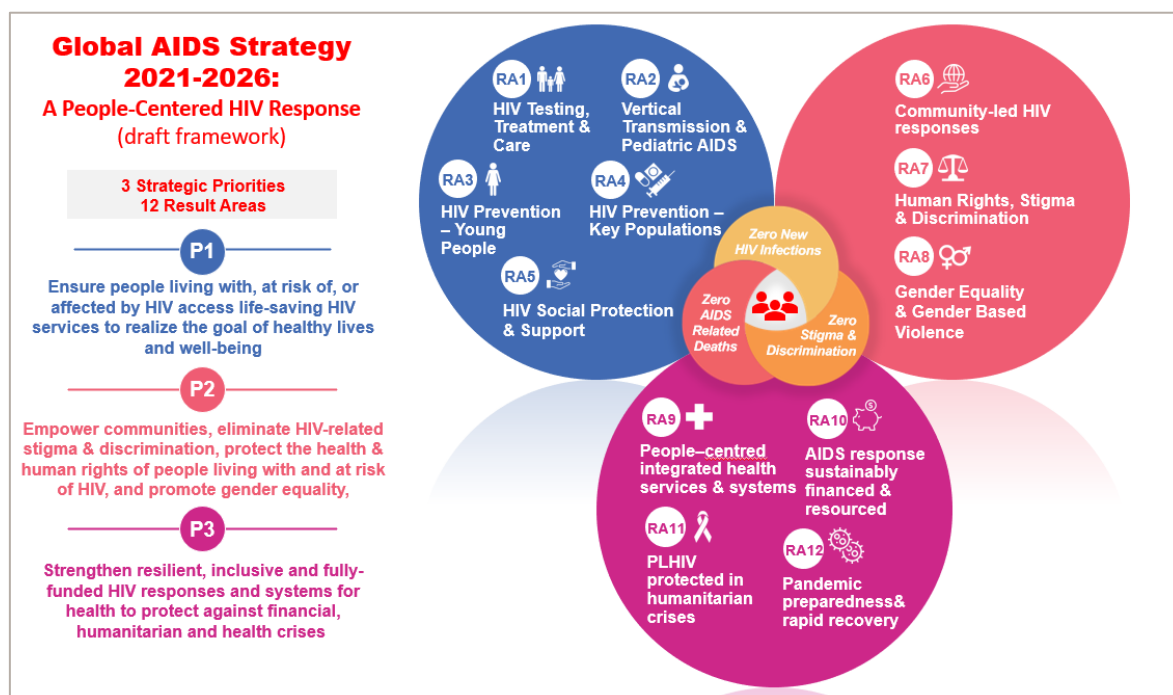 Global AIDS Strategy
2021-2026:
A People-Centered HIV Response
(draft framework)
3 Strategic Priorities
12 Result Areas
P1
Ensure people living with, at risk of, or
affected by HIV access life-saving HIV
services to realize the goal of healthy lives
and well-being
P2
Empower communities, eliminate HIV-related
stigma & discrimination, protect the health &
human rights of people living with and at risk
of HIV, and promote gender equality,
P3
Strengthen resilient, inclusive and fully-
funded HIV responses and systems for
health to protect against financial,
humanitarian and health crises
RA1
HIV Testing,
Treatment &
Care
RA2
Vertical
Transmission &
Pediatric AIDS
RA3
HIV Prevention
– Young
People
RA4
HIV Prevention –
Key Populations
RA5
HIV Social Protection
& Support
RA6
Community-led HIV
responses
RA7
Human Rights, Stigma
& Discrimination
RA8
Gender Equality
& Gender Based
Violence
Zero New
HIV Infections
Zero
AIDS
Related
Deaths
Zero
Stigma &
Discrimination
RA9
People–centred
integrated health
services & systems
RA10
$
AIDS response
sustainably
financed &
resourced
RA11
PLHIV
protected in
humanitarian
crises
RA12
Pandemic
preparedness&
rapid recovery